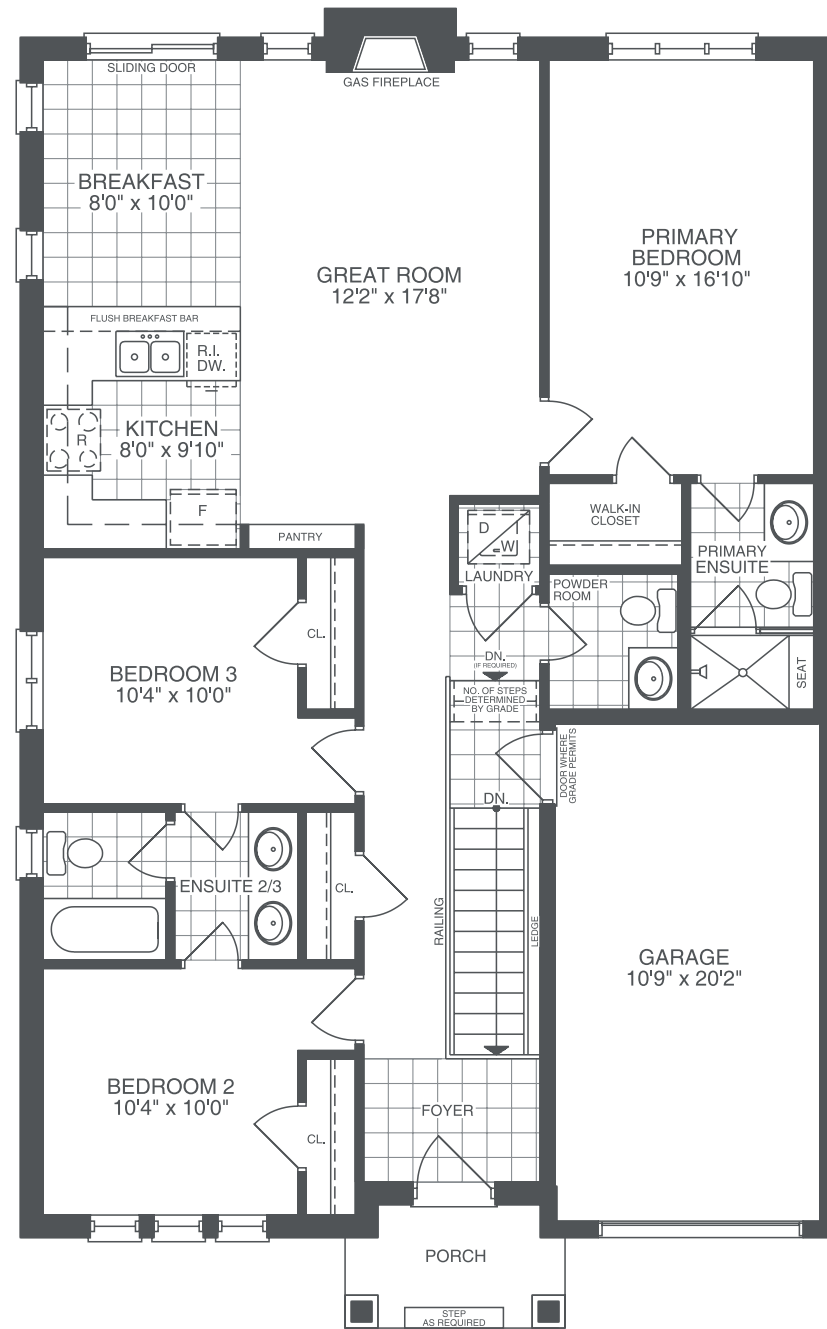 SLIDING DOOR
GAS FIREPLACE
BREAKFAST
8'0" x 10'0"
GREAT ROOM
12'2" x 17'8"
PRIMARY
BEDROOM
10'9" x 16'10"
FLUSH BREAKFAST BAR
R.I.
DW.
R
KITCHEN
8'0" x 9'10"
F
PANTRY
D
W
LAUNDRY
WALK-IN
CLOSET
PRIMARY
ENSUITE
POWDER
ROOM
SEAT
DN.
(IF REQUIRED)
NO. OF STEPS
DETERMINED
BY GRADE
DOOR WHERE
GRADE PERMITS
DN.
CL.
BEDROOM 3
10'4" x 10'0"
ENSUITE 2/3
CL.
RAILING
LEDGE
GARAGE
10'9" x 20'2"
BEDROOM 2
10'4" x 10'0"
CL.
FOYER
PORCH
STEP
AS REQUIRED